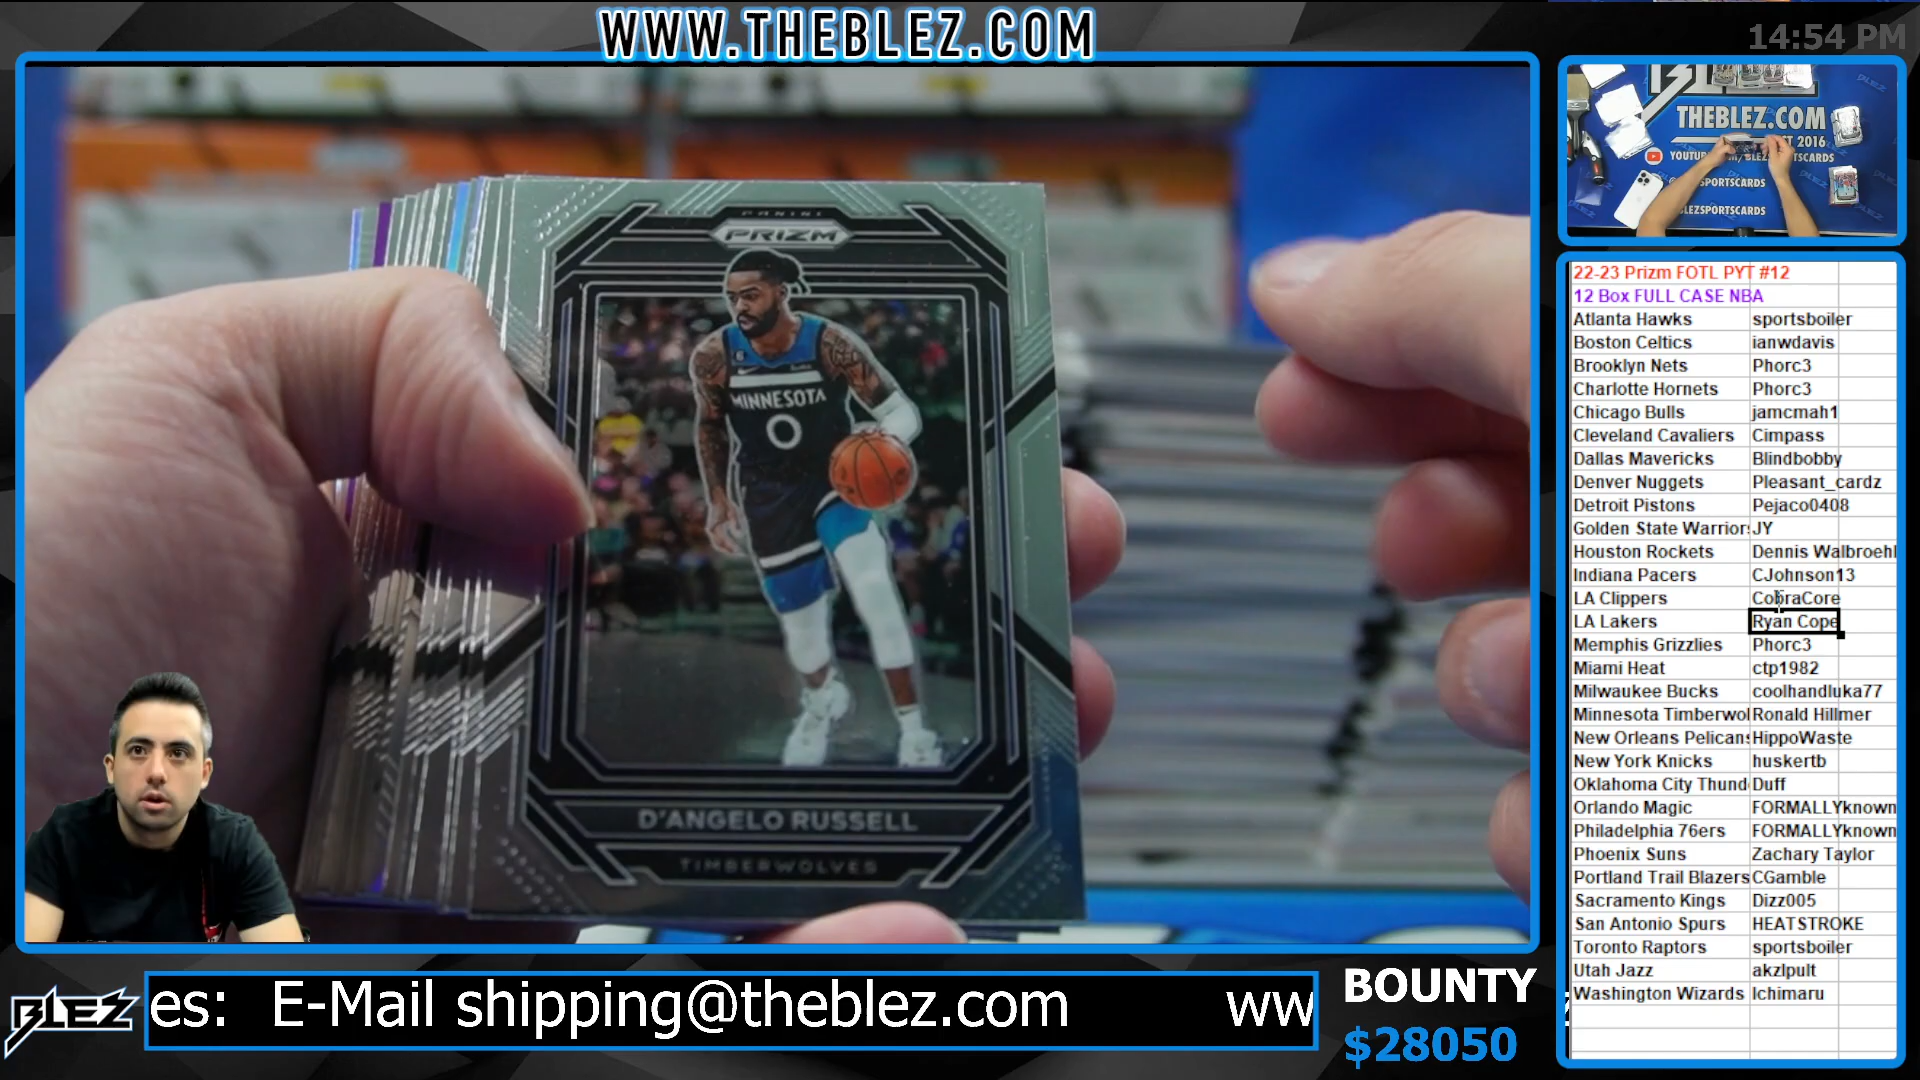 WWW.THEBLEZ.COM
14:54 PM
PANINI
PRIZM
MINNESOTA
0
D'ANGELO RUSSELL
TIMBERWOLVES
THEBLEZ.COM
2016
SPORTSCARDS
BLEZSPORTSCARDS
22-23 Prizm FOTL PYT #12
12 Box FULL CASE NBA
Atlanta Hawks sportsboiler
Boston Celtics ianwdavis
Brooklyn Nets Phorc3
Charlotte Hornets Phorc3
Chicago Bulls jamcmah1
Cleveland Cavaliers Cimpass
Dallas Mavericks Blindbobby
Denver Nuggets Pleasant_cardz
Detroit Pistons Pejaco0408
Golden State Warriors JY
Houston Rockets Dennis Walbroehl
Indiana Pacers CJohnson13
LA Clippers CobraCore
LA Lakers Ryan Cope
Memphis Grizzlies Phorc3
Miami Heat ctp1982
Milwaukee Bucks coolhandluka77
Minnesota Timberwol Ronald Hillmer
New Orleans Pelicans HippoWaste
New York Knicks huskertb
Oklahoma City Thund Duff
Orlando Magic FORMALLYknown
Philadelphia 76ers FORMALLYknown
Phoenix Suns Zachary Taylor
Portland Trail Blazers CGamble
Sacramento Kings Dizz005
San Antonio Spurs HEATSTROKE
Toronto Raptors sportsboiler
Utah Jazz akzlpult
Washington Wizards Ichimaru
BLEZ
es: E-Mail shipping@theblez.com ww
BOUNTY
$28050